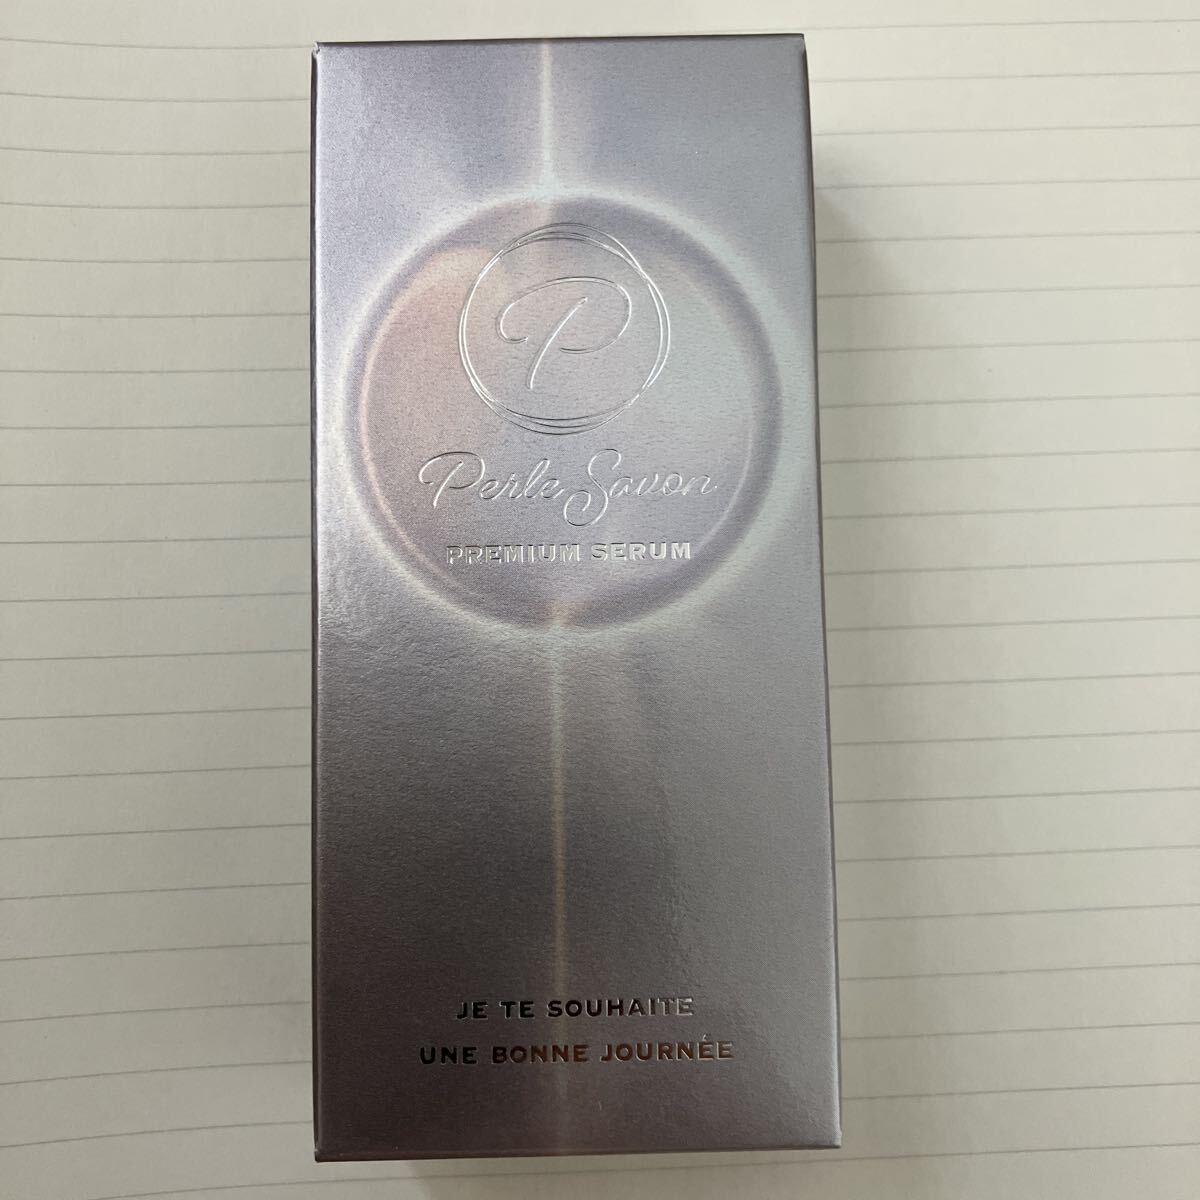 P
Perle Savon
PREMIUM SERUM
JE TE SOUHAITE
UNE BONNE JOURNÉE